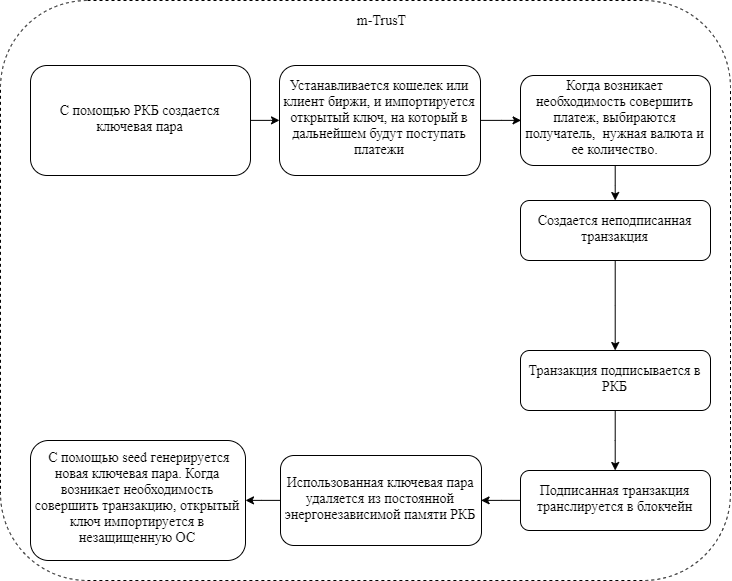 m-TrusT
С помощью РКБ создается
ключевая пара
Устанавливается кошелек или
клиент биржи, и импортируется
открытый ключ, на который в
дальнейшем будут поступать
платежи
Когда возникает
необходимость совершить
платеж, выбираются
получатель, нужная валюта и
ее количество.
Создается неподписанная
транзакция
Транзакция подписывается в
РКБ
Подписанная транзакция
транслируется в блокчейн
Использованная ключевая пара
удаляется из постоянной
энергонезависимой памяти РКБ
С помощью seed генерируется
новая ключевая пара. Когда
возникает необходимость
совершить транзакцию, открытый
ключ импортируется в
незащищенную ОС